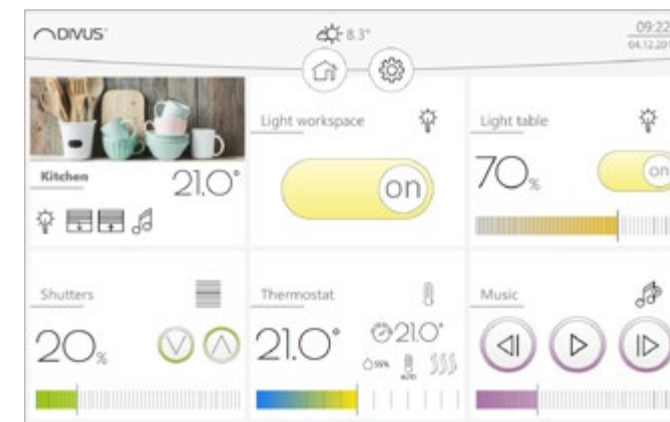 DIVUS
8.3°
09:22
04.12.201
Kitchen
21.0°
Light workspace
on
Light table
70%
on
Shutters
20%
Thermostat
21.0°
21.0°
55%
AUTO
Music